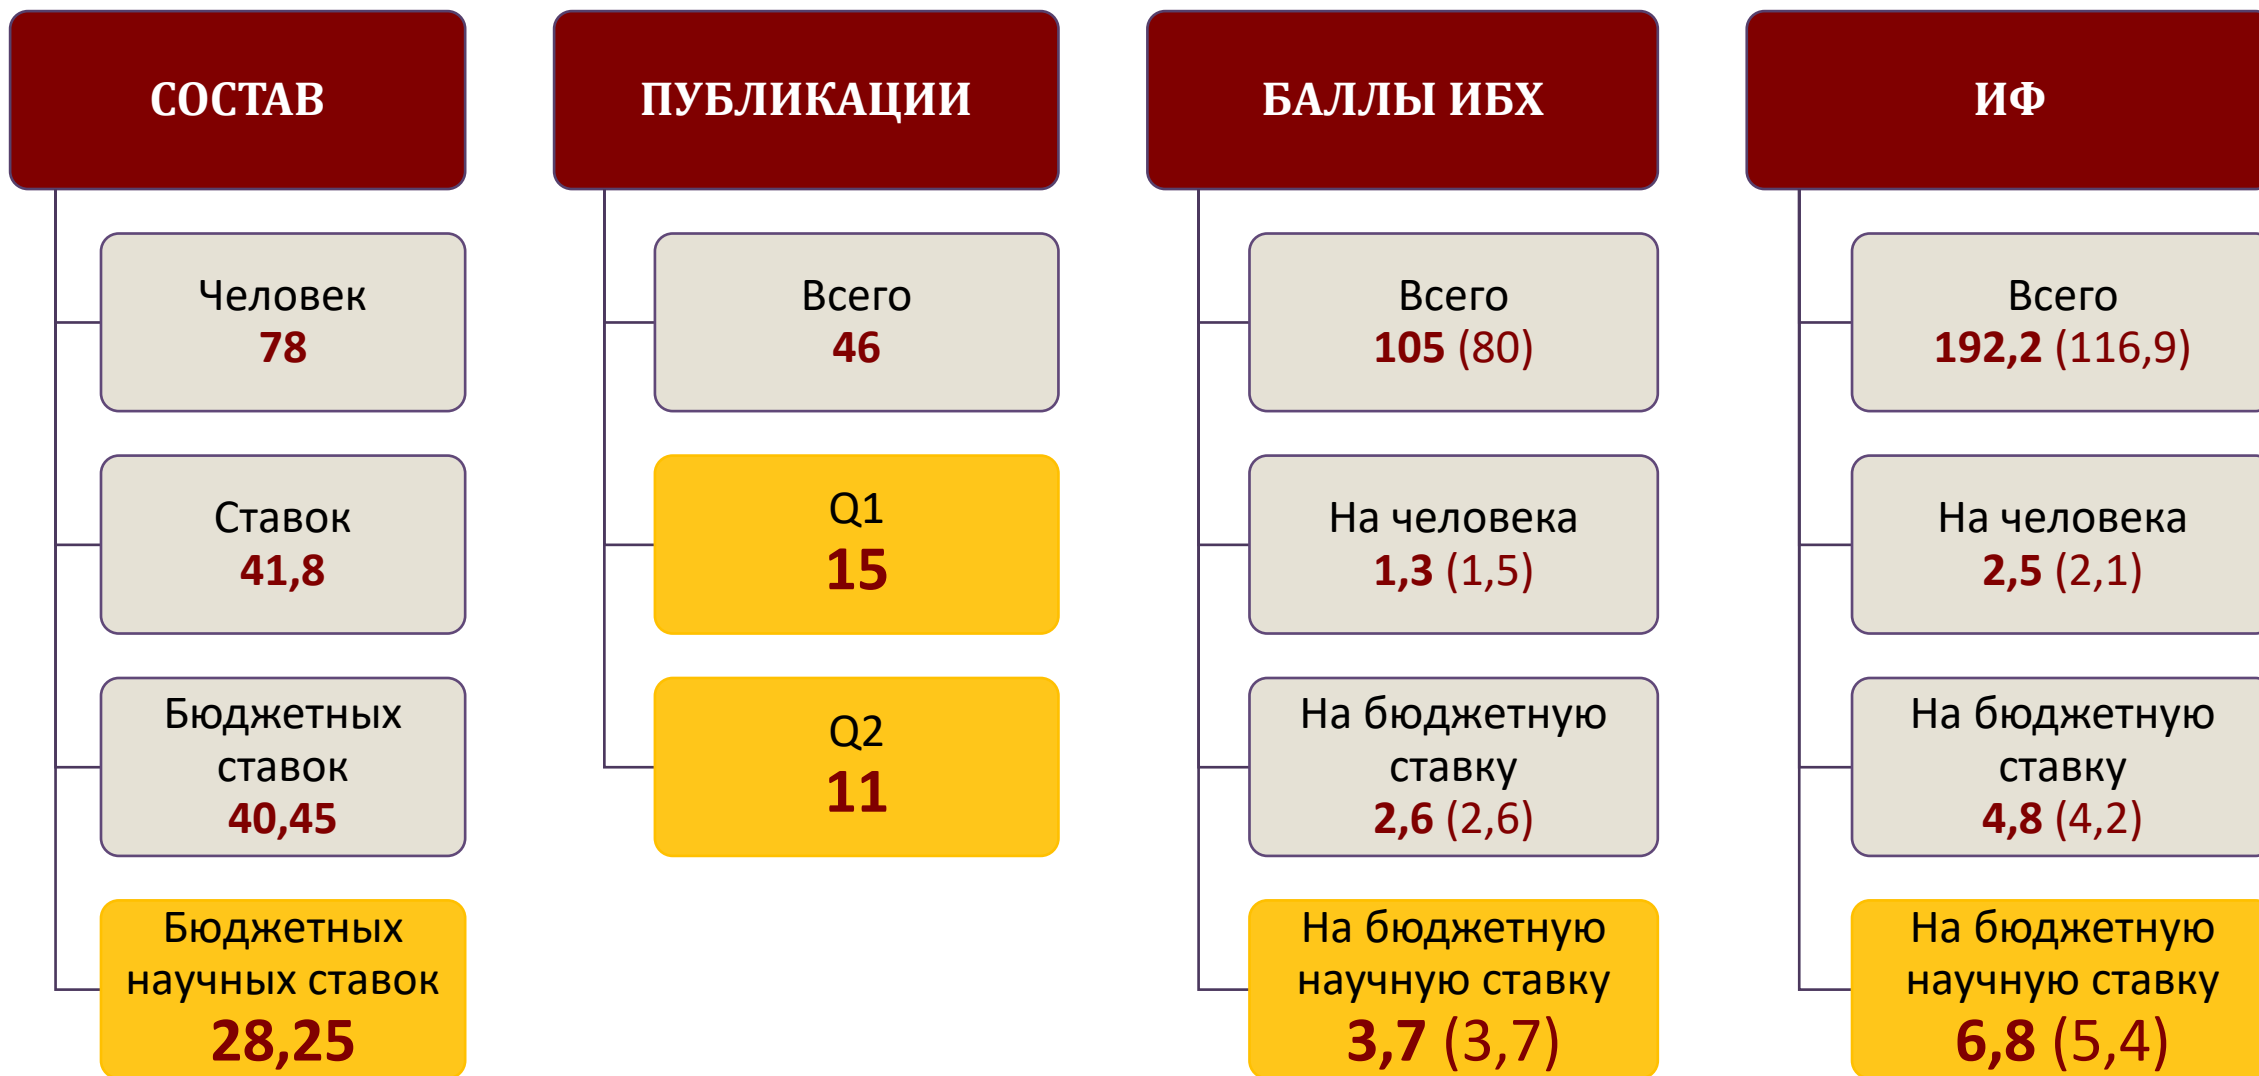 СОСТАВ
Человек
78
Ставок
41,8
Бюджетных
ставок
40,45
Бюджетных
научных ставок
28,25
ПУБЛИКАЦИИ
Всего
46
Q1
15
Q2
11
БАЛЛЫ ИБХ
Всего
105 (80)
На человека
1,3 (1,5)
На бюджетную
ставку
2,6 (2,6)
На бюджетную
научную ставку
3,7 (3,7)
ИФ
Всего
192,2 (116,9)
На человека
2,5 (2,1)
На бюджетную
ставку
4,8 (4,2)
На бюджетную
научную ставку
6,8 (5,4)